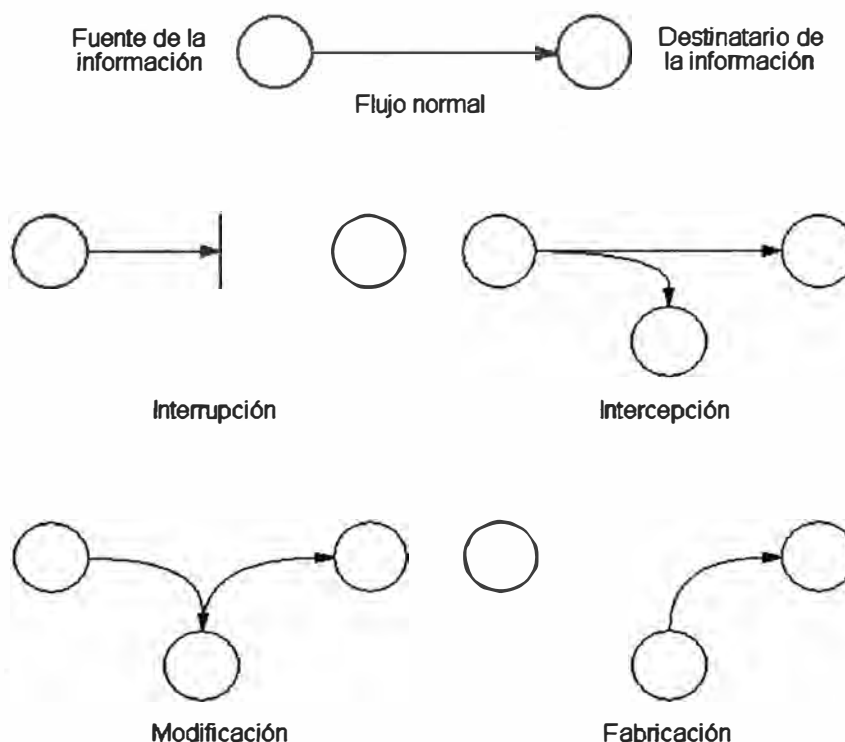 Fuente de la
información
Destinatario de
la información
Flujo normal
Interrupción
Intercepción
Modificación
Fabricación